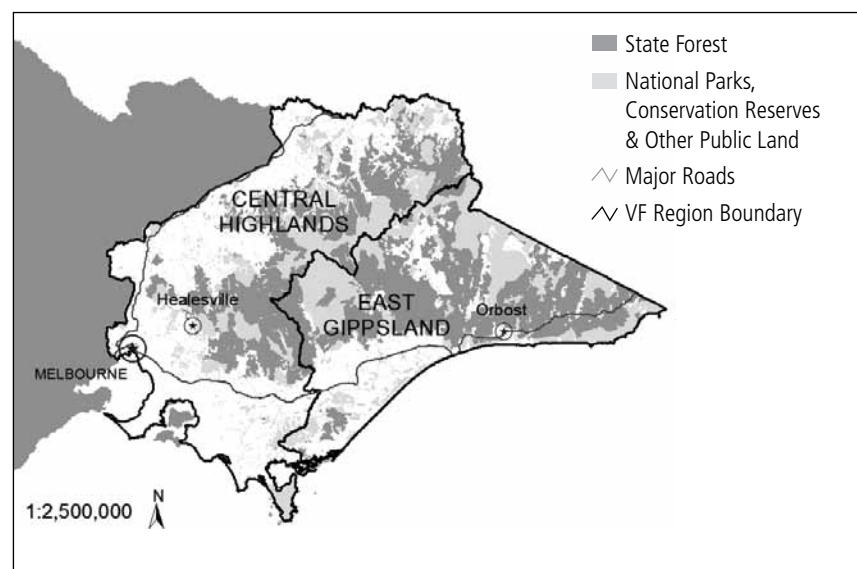 State Forest
National Parks,
Conservation Reserves
& Other Public Land
Major Roads
VF Region Boundary
CENTRAL
HIGHLANDS
Healesville
EAST
GIPPSLAND
Orbost
MELBOURNE
N
1:2,500,000